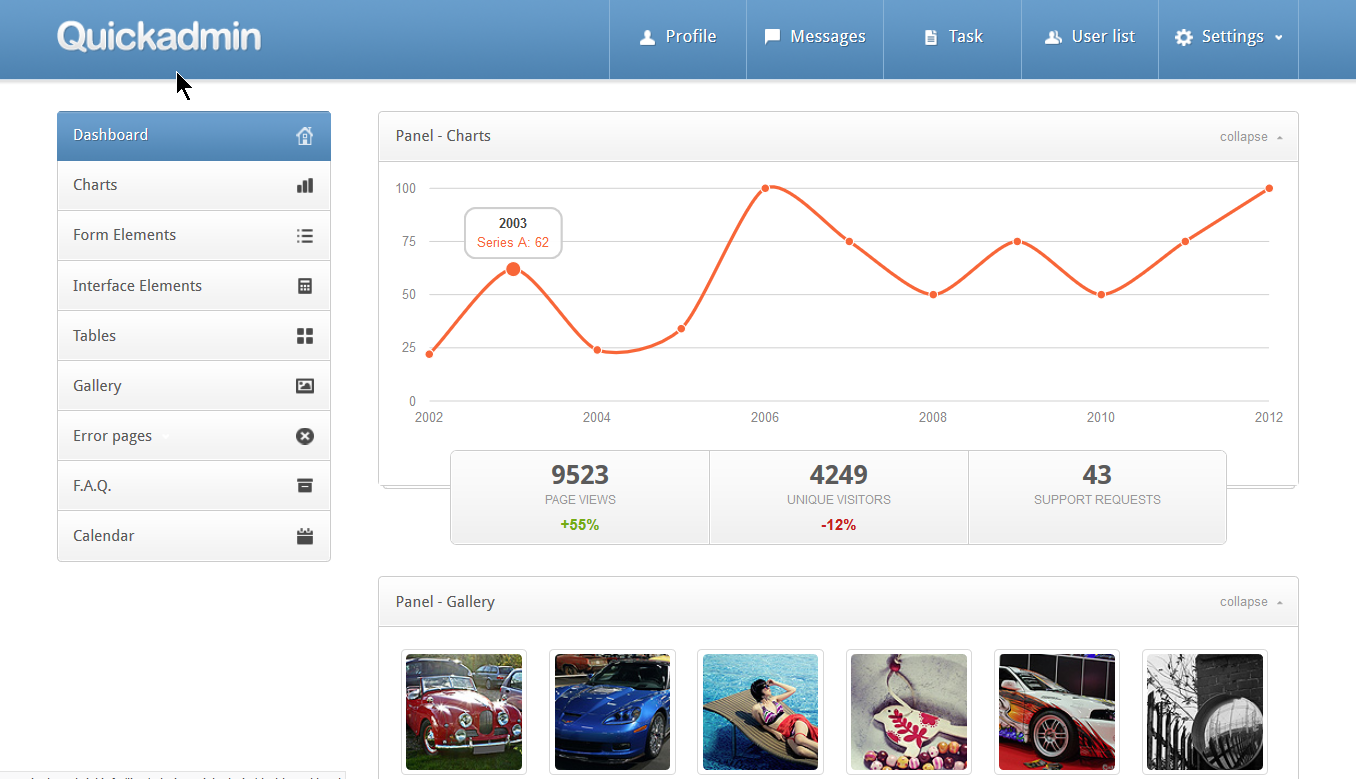 Quickadmin
Profile
Messages
Task
User list
Settings
Dashboard
Charts
Form Elements
Interface Elements
Tables
Gallery
Error pages
F.A.Q.
Calendar
Panel - Charts
collapse
100
75
50
25
0
2003
Series A: 62
2002 2004 2006 2008 2010 2012
9523
PAGE VIEWS
+55%
4249
UNIQUE VISITORS
-12%
43
SUPPORT REQUESTS
Panel - Gallery
collapse